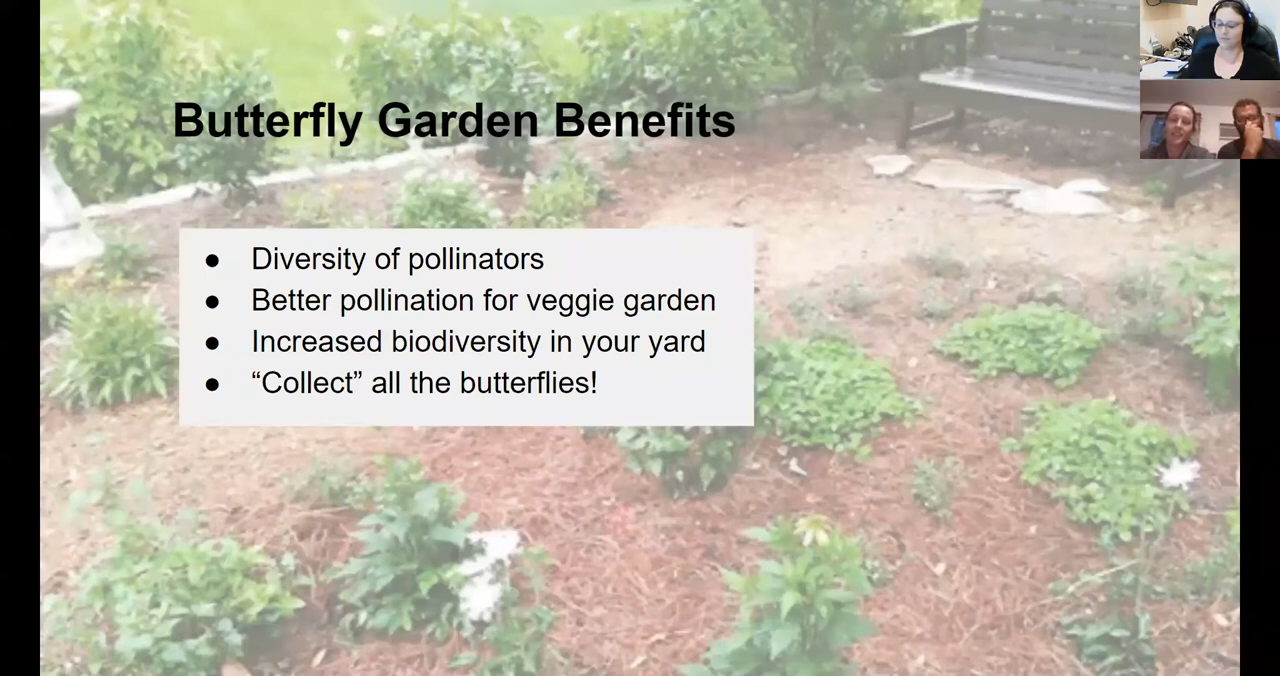 Butterfly Garden Benefits
● Diversity of pollinators
● Better pollination for veggie garden
● Increased biodiversity in your yard
● “Collect” all the butterflies!